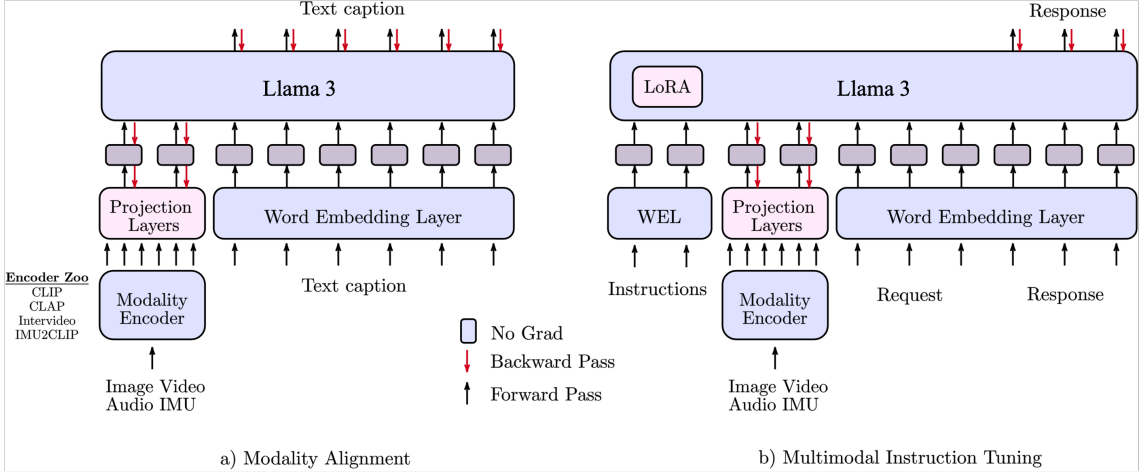 Text caption
Llama 3
Projection
Layers
Word Embedding Layer
Encoder Zoo
CLIP
CLAP
Intervideo
IMU2CLIP
Modality
Encoder
Text caption
Image Video
Audio IMU
a) Modality Alignment
No Grad
Backward Pass
Forward Pass
Response
LoRA
Llama 3
WEL
Projection
Layers
Word Embedding Layer
Instructions
Modality
Encoder
Request
Response
Image Video
Audio IMU
b) Multimodal Instruction Tuning